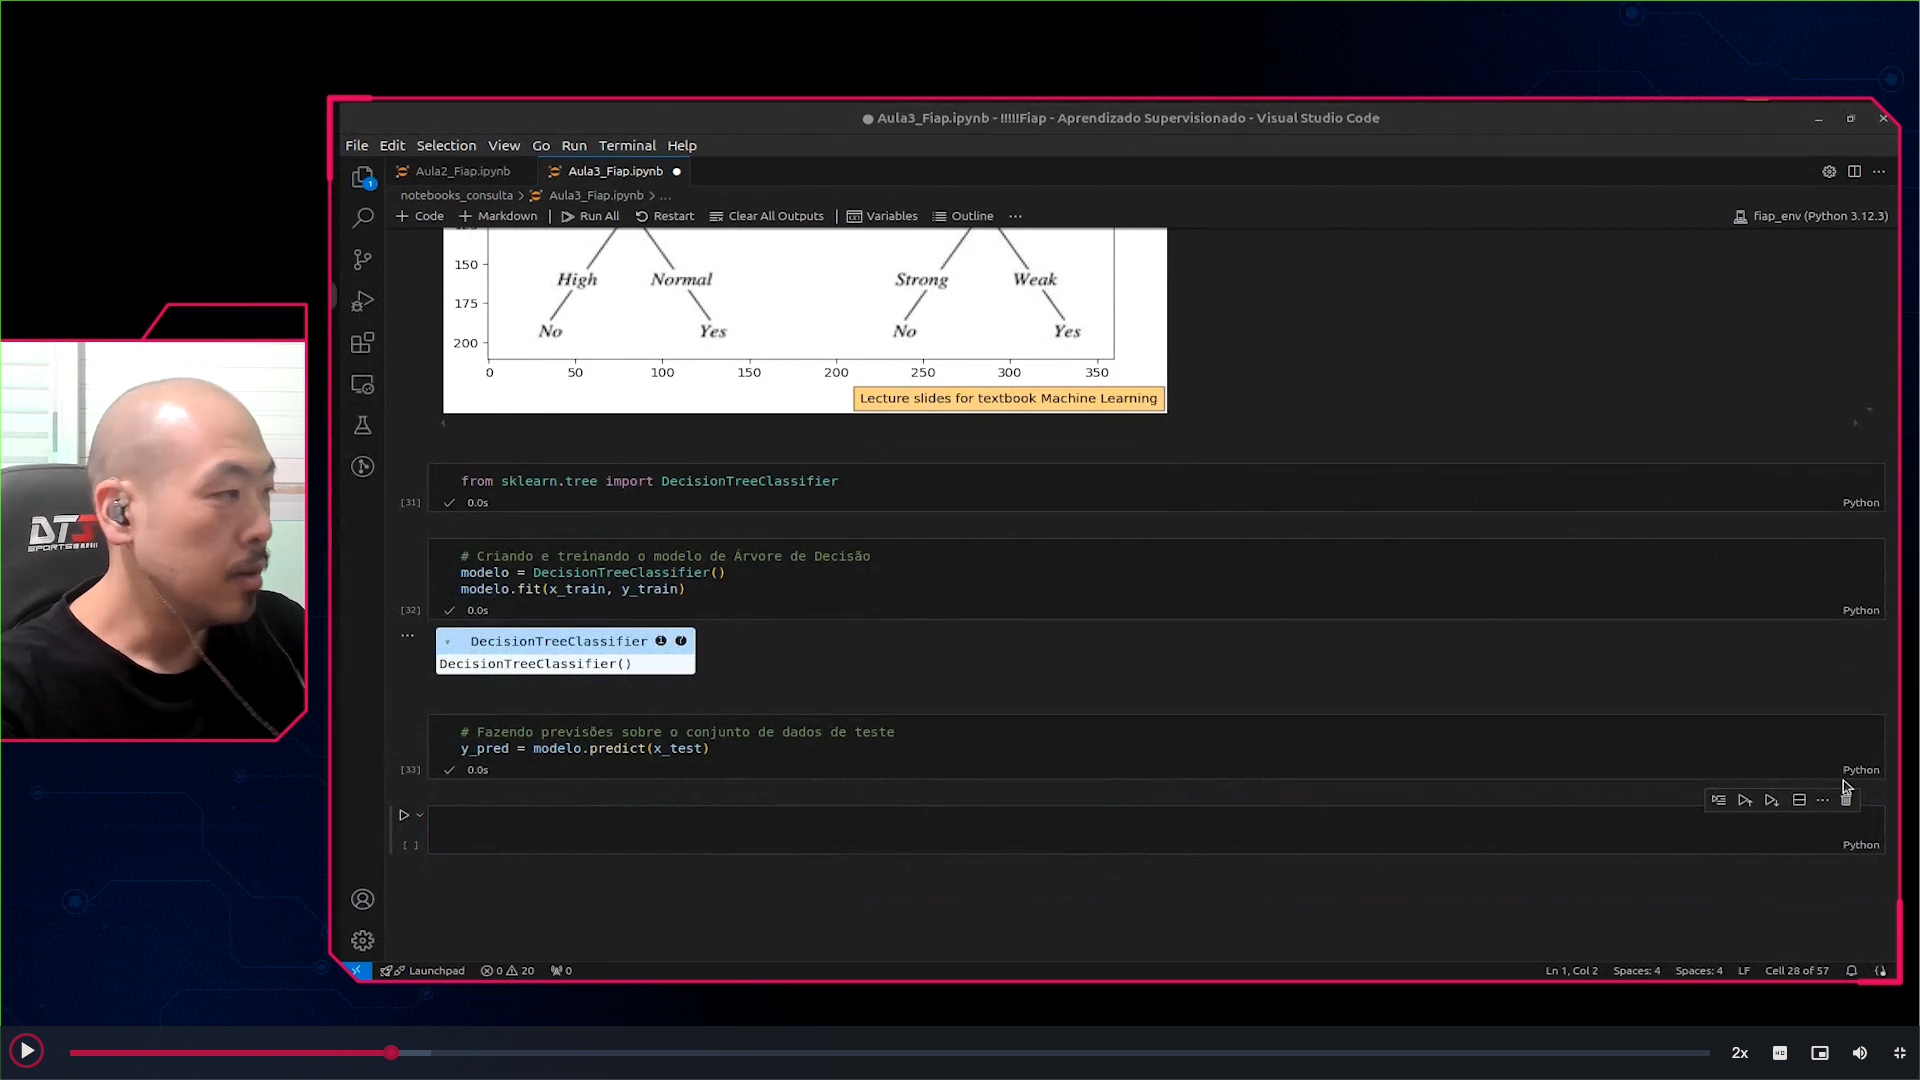 Aula3_Fiap.ipynb - !!!!!Fiap - Aprendizado Supervisionado - Visual Studio Code
File Edit Selection View Go Run Terminal Help
Aula2_Fiap.ipynb Aula3_Fiap.ipynb
notebooks_consulta > Aula3_Fiap.ipynb > ...
+ Code + Markdown Run All Restart Clear All Outputs Variables Outline ... fiap_env (Python 3.12.3)
150 High Normal Strong Weak
175
No Yes No Yes
200
0 50 100 150 200 250 300 350
Lecture slides for textbook Machine Learning
from sklearn.tree import DecisionTreeClassifier
[31] 0.0s Python
# Criando e treinando o modelo de Árvore de Decisão
modelo = DecisionTreeClassifier()
modelo.fit(x_train, y_train)
[32] 0.0s Python
DecisionTreeClassifier
DecisionTreeClassifier()
# Fazendo previsões sobre o conjunto de dados de teste
y_pred = modelo.predict(x_test)
[33] 0.0s Python
[ ] Python
Launchpad 0 20 0 Ln 1, Col 2 Spaces: 4 Spaces: 4 LF Cell 28 of 57
DT3
SPORTS
2x